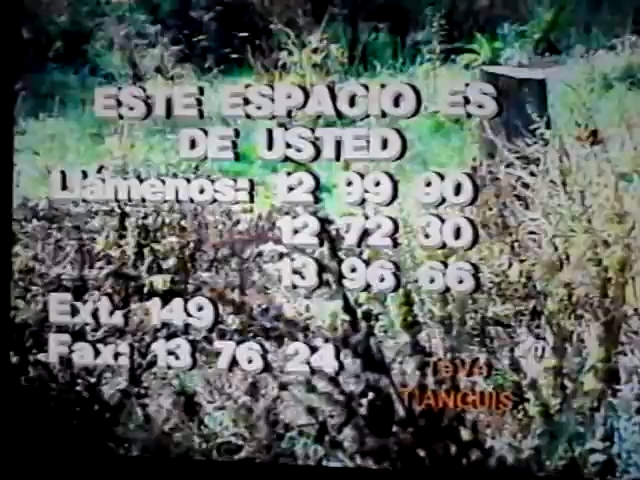 ESTE ESPACIO ES
DE USTED
Llámenos: 12 99 90
12 72 30
13 96 66
Ext. 149
Fax: 13 76 24
TeVe
TIANGUIS